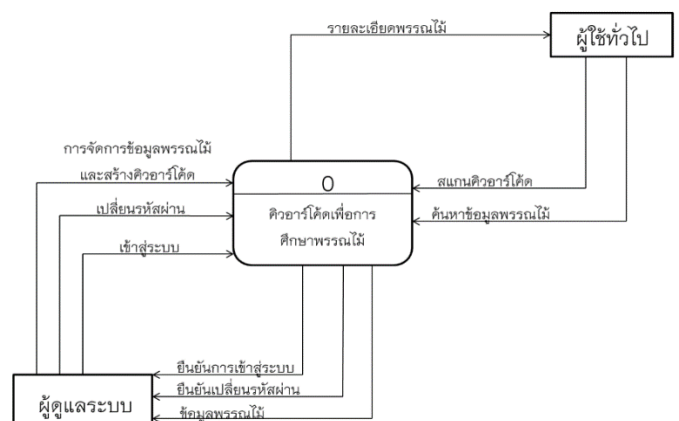 รายละเอียดพรรณไม้
ผู้ใช้ทั่วไป
การจัดการข้อมูลพรรณไม้
และสร้างคิวอาร์โค้ด
0
สแกนคิวอาร์โค้ด
เปลี่ยนรหัสผ่าน
คิวอาร์โค้ดเพื่อการ
ค้นหาข้อมูลพรรณไม้
ศึกษาพรรณไม้
เข้าสู่ระบบ
ยืนยันการเข้าสู่ระบบ
ยืนยันเปลี่ยนรหัสผ่าน
ผู้ดูแลระบบ
ข้อมูลพรรณไม้